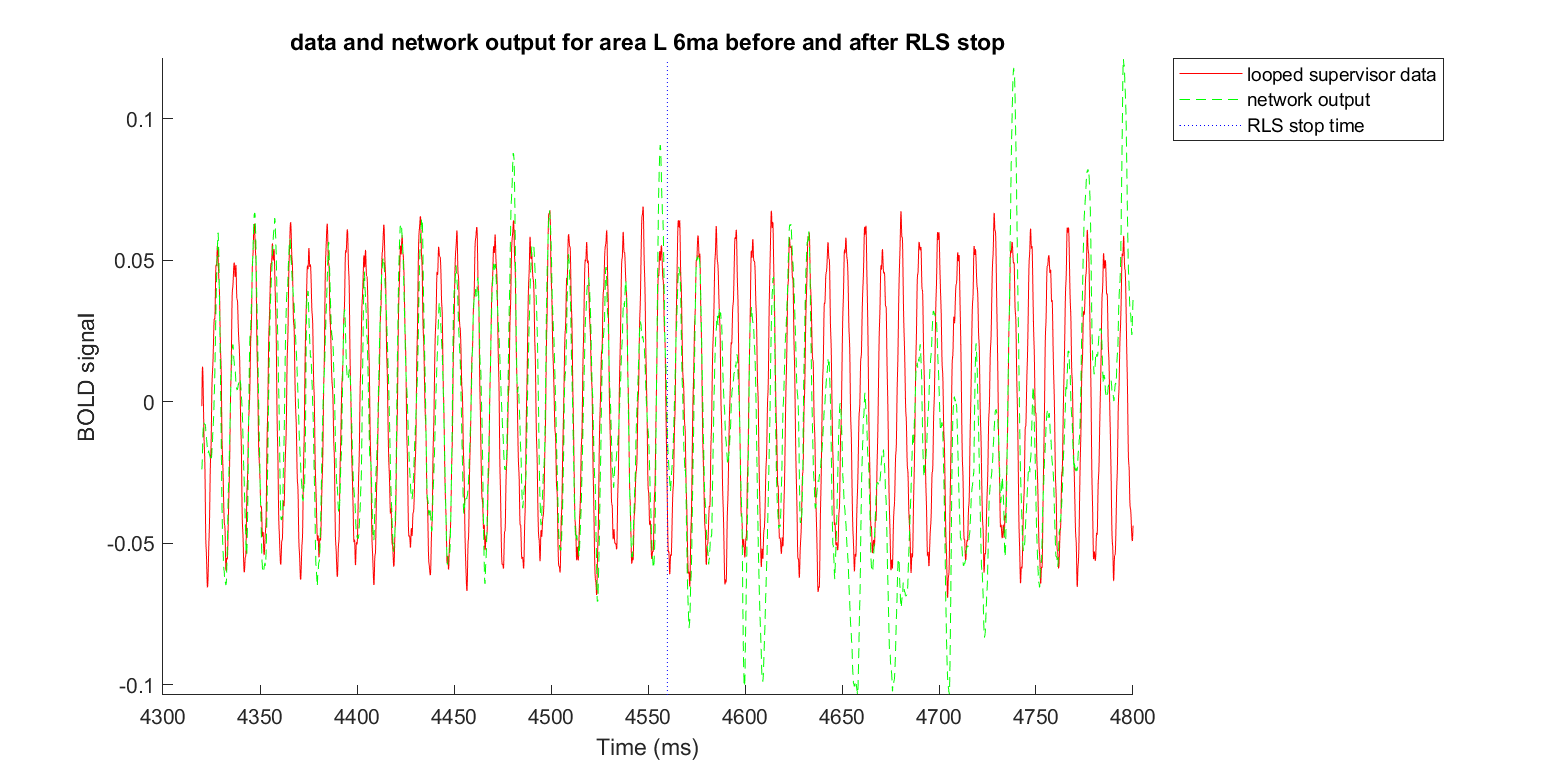 data and network output for area L 6ma before and after RLS stop
looped supervisor data
network output
RLS stop time
0.1
0.05
0
-0.05
-0.1
BOLD signal
4300 4350 4400 4450 4500 4550 4600 4650 4700 4750 4800
Time (ms)